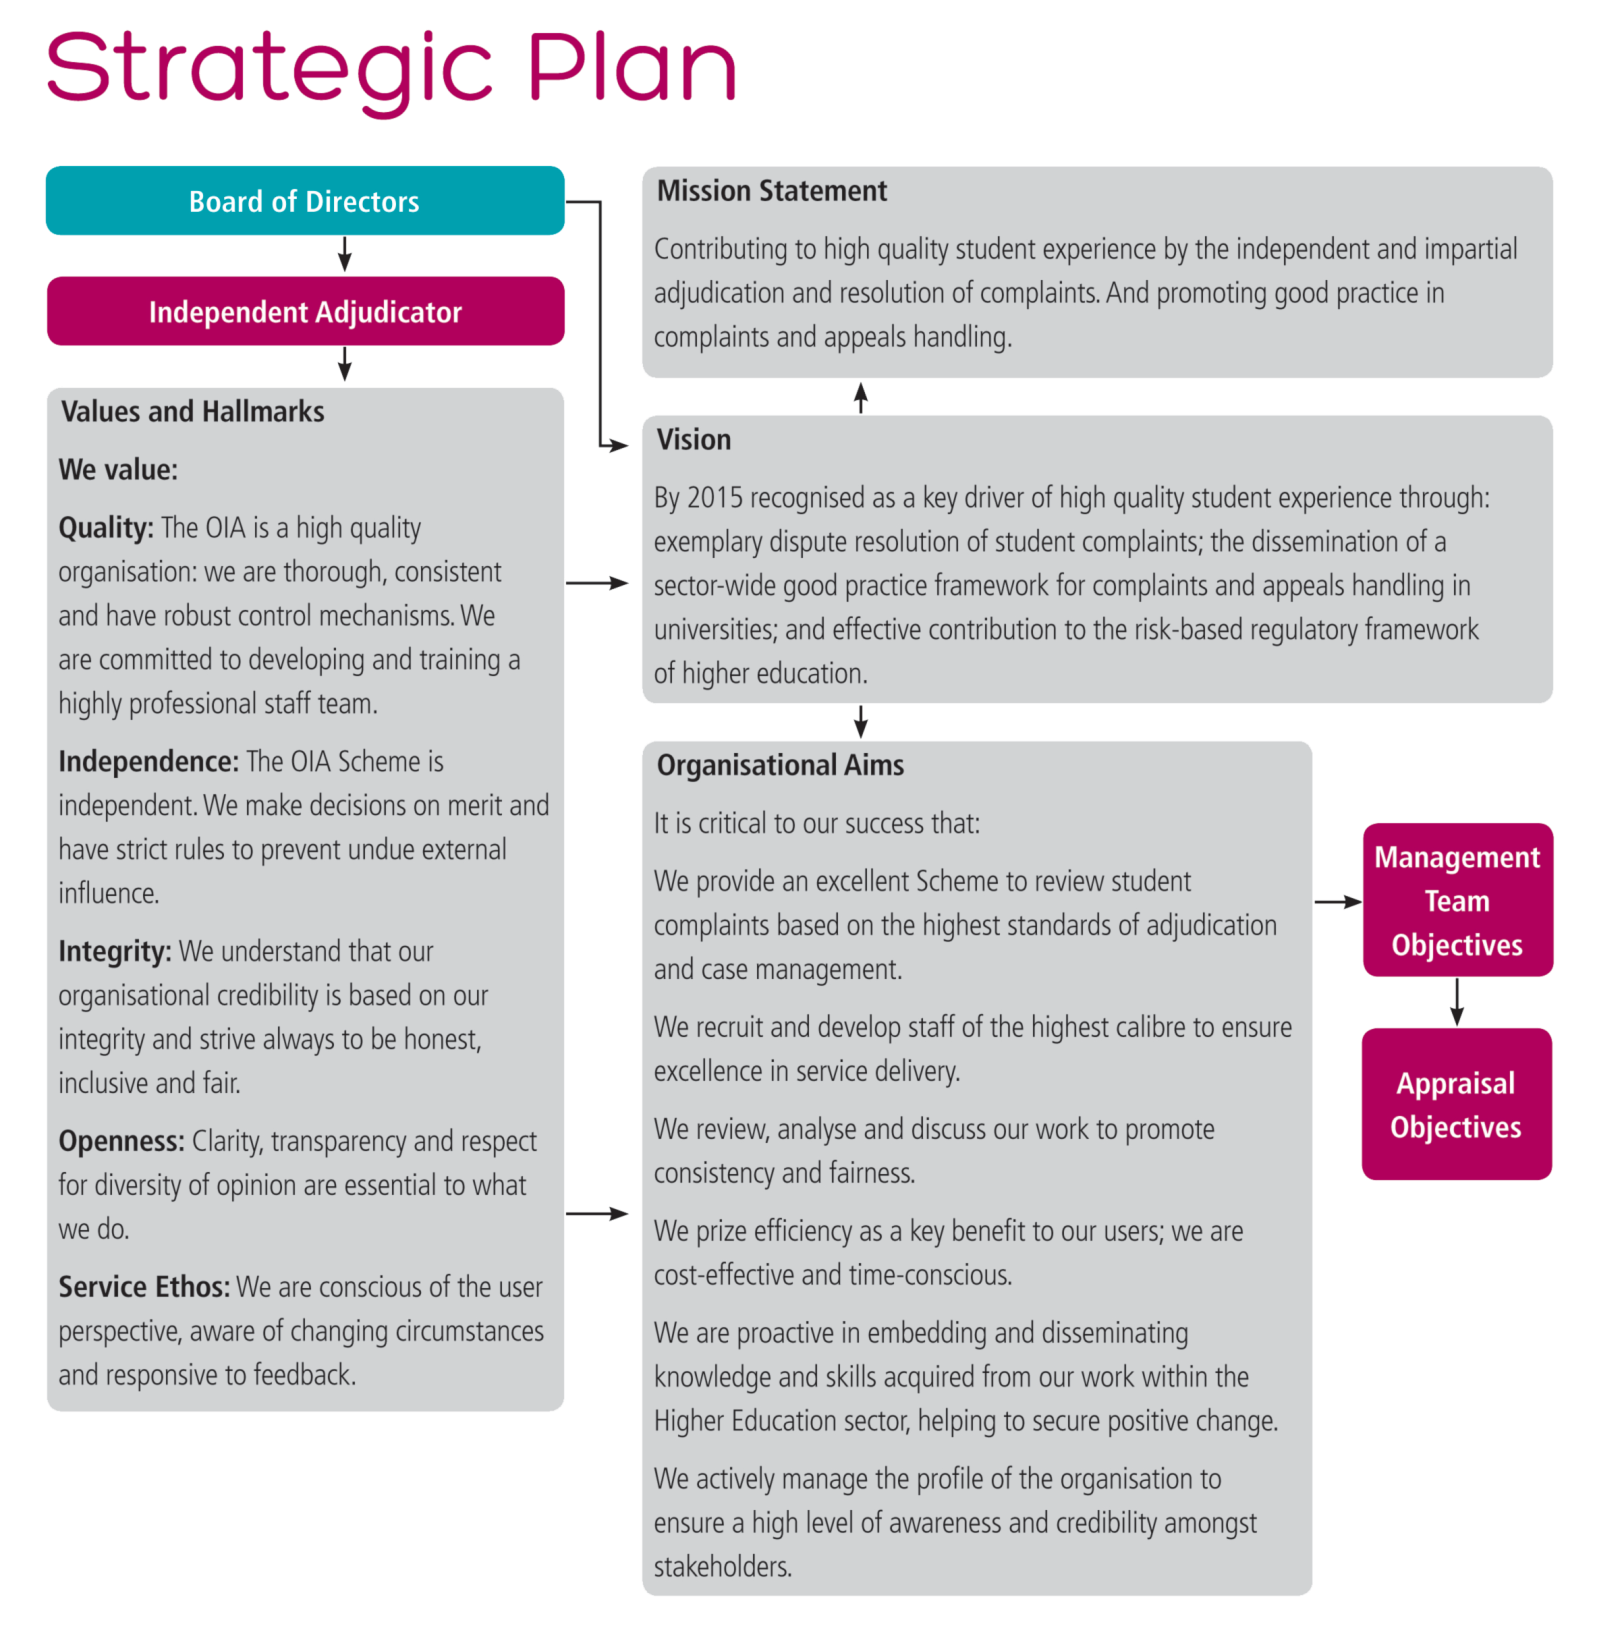 Strategic Plan
Board of Directors
Independent Adjudicator
Values and Hallmarks
We value:
Quality: The OIA is a high quality
organisation: we are thorough, consistent
and have robust control mechanisms. We
are committed to developing and training a
highly professional staff team.
Independence: The OIA Scheme is
independent. We make decisions on merit and
have strict rules to prevent undue external
influence.
Integrity: We understand that our
organisational credibility is based on our
integrity and strive always to be honest,
inclusive and fair.
Openness: Clarity, transparency and respect
for diversity of opinion are essential to what
we do.
Service Ethos: We are conscious of the user
perspective, aware of changing circumstances
and responsive to feedback.
Mission Statement
Contributing to high quality student experience by the independent and impartial
adjudication and resolution of complaints. And promoting good practice in
complaints and appeals handling.
Vision
By 2015 recognised as a key driver of high quality student experience through:
exemplary dispute resolution of student complaints; the dissemination of a
sector-wide good practice framework for complaints and appeals handling in
universities; and effective contribution to the risk-based regulatory framework
of higher education.
Organisational Aims
It is critical to our success that:
We provide an excellent Scheme to review student
complaints based on the highest standards of adjudication
and case management.
We recruit and develop staff of the highest calibre to ensure
excellence in service delivery.
We review, analyse and discuss our work to promote
consistency and fairness.
We prize efficiency as a key benefit to our users; we are
cost-effective and time-conscious.
We are proactive in embedding and disseminating
knowledge and skills acquired from our work within the
Higher Education sector, helping to secure positive change.
We actively manage the profile of the organisation to
ensure a high level of awareness and credibility amongst
stakeholders.
Management
Team
Objectives
Appraisal
Objectives